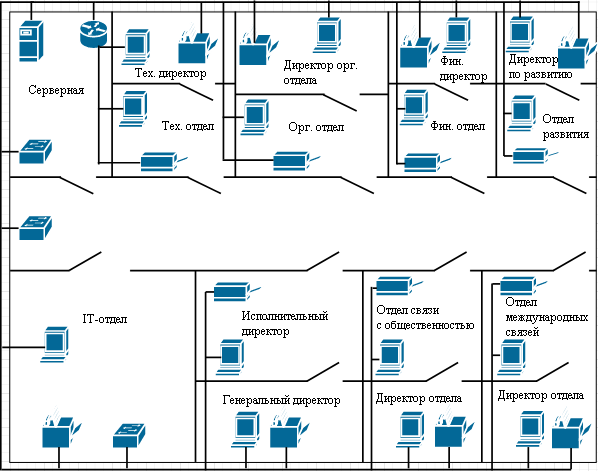 Серверная
Тех. директор
Тех. отдел
Директор орг.
отдела
Орг. отдел
Фин.
директор
Фин. отдел
Директор
по развитию
Отдел
развития
IT-отдел
Исполнительный
директор
Генеральный директор
Отдел связи
с общественностью
Директор отдела
Отдел
международных
связей
Директор отдела